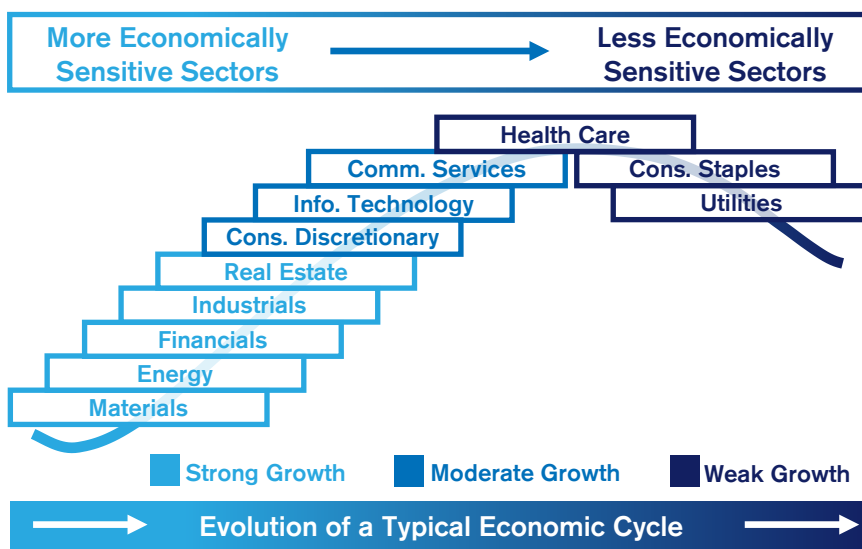 More Economically
Sensitive Sectors
Less Economically
Sensitive Sectors
Health Care
Comm. Services
Cons. Staples
Info. Technology
Utilities
Cons. Discretionary
Real Estate
Industrials
Financials
Energy
Materials
Strong Growth
Moderate Growth
Weak Growth
Evolution of a Typical Economic Cycle